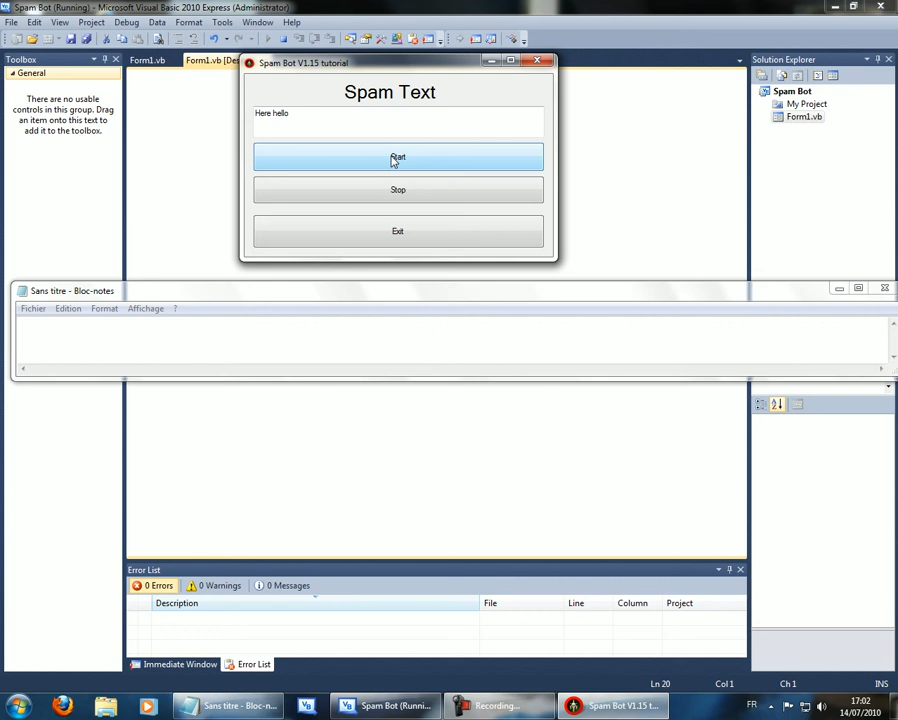 Spam Bot (Running) - Microsoft Visual Basic 2010 Express (Administrator)
File Edit View Project Debug Data Format Tools Window Help
Toolbox
Form1.vb
Form1.vb [De
Solution Explorer
General
There are no usable
controls in this group. Drag
an item onto this text to
add it to the toolbox.
Spam Bot V1.15 tutorial
Spam Text
Here hello
Start
Stop
Exit
Spam Bot
My Project
Form1.vb
Sans titre - Bloc-notes
Fichier Edition Format Affichage ?
Error List
0 Errors 0 Warnings 0 Messages
Description File Line Column Project
Immediate Window Error List
Ln 20 Col 1 Ch 1 INS
Sans titre - Bloc-n...
Spam Bot (Runni...
Recording...
Spam Bot V1.15 t...
FR
17:02
14/07/2010